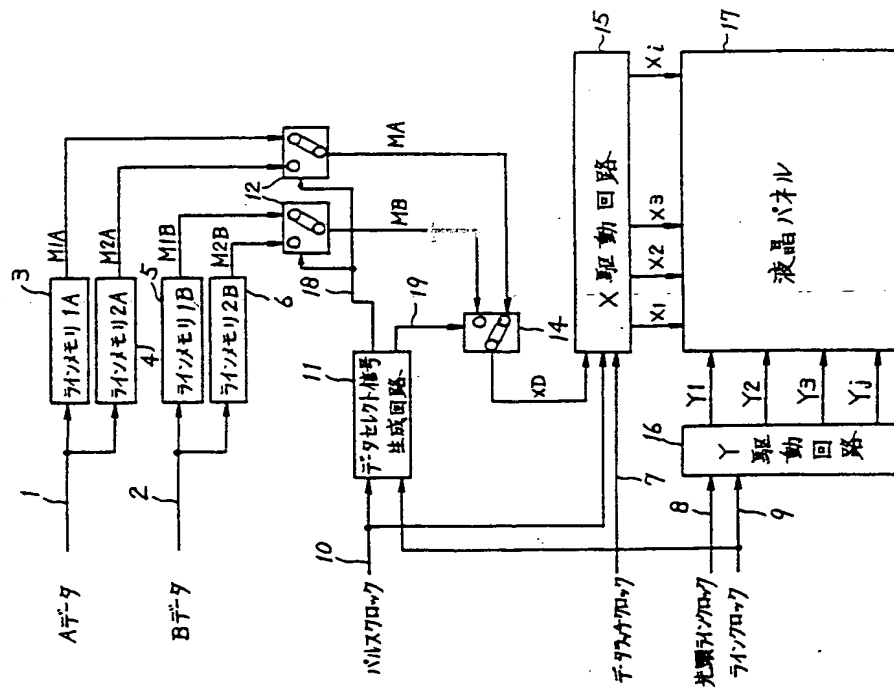 Aデータ
1
Bデータ
2
3
ラインメモリ1A
M1A
ラインメモリ2A
M2A
4
5
ラインメモリ1B
M1B
ラインメモリ2B
M2B
6
12
MA
MB
18
19
11
データセレクト信号
生成回路
14
XD
パルスクロック
10
データラッチクロック
7
先頭ラインクロック
8
ラインクロック
9
15
X駆動回路
X1
X2
X3
Xi
16
Y駆動回路
Y1
Y2
Y3
Yj
17
液晶パネル